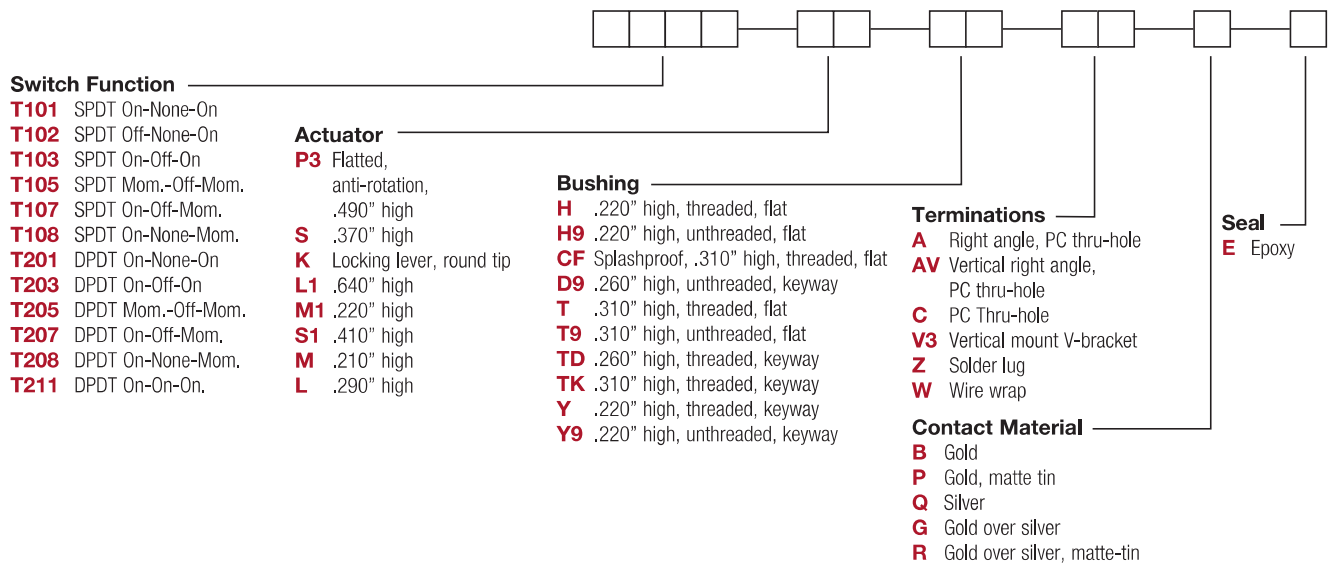 Switch Function
T101 SPDT On-None-On
T102 SPDT Off-None-On
T103 SPDT On-Off-On
T105 SPDT Mom.-Off-Mom.
T107 SPDT On-Off-Mom.
T108 SPDT On-None-Mom.
T201 DPDT On-None-On
T203 DPDT On-Off-On
T205 DPDT Mom.-Off-Mom.
T207 DPDT On-Off-Mom.
T208 DPDT On-None-Mom.
T211 DPDT On-On-On.
Actuator
P3 Flatted,
anti-rotation,
.490” high
S .370” high
K Locking lever, round tip
L1 .640” high
M1 .220” high
S1 .410” high
M .210” high
L .290” high
Bushing
H .220” high, threaded, flat
H9 .220” high, unthreaded, flat
CF Splashproof, .310” high, threaded, flat
D9 .260” high, unthreaded, keyway
T .310” high, threaded, flat
T9 .310” high, unthreaded, flat
TD .260” high, threaded, keyway
TK .310” high, threaded, keyway
Y .220” high, threaded, keyway
Y9 .220” high, unthreaded, keyway
Terminations
A Right angle, PC thru-hole
AV Vertical right angle,
PC thru-hole
C PC Thru-hole
V3 Vertical mount V-bracket
Z Solder lug
W Wire wrap
Contact Material
B Gold
P Gold, matte tin
Q Silver
G Gold over silver
R Gold over silver, matte-tin
Seal
E Epoxy